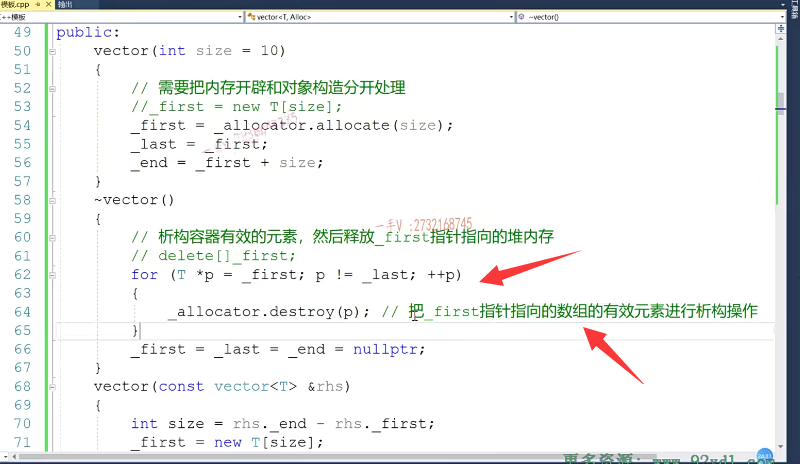 模板.cpp 输出
C++模板 vector<T, Alloc> ~vector()
49 public:
50 vector(int size = 10)
51 {
52 // 需要把内存开辟和对象构造分开处理
53 //_first = new T[size];
54 _first = _allocator.allocate(size);
55 _last = _first;
56 _end = _first + size;
57 }
58 ~vector()
59 {
一手V :2732168745
60 // 析构容器有效的元素，然后释放_first指针指向的堆内存
61 // delete[]_first;
62 for (T *p = _first; p != _last; ++p)
63 {
64 _allocator.destroy(p); // 把_first指针指向的数组的有效元素进行析构操作
65 }
66 _first = _last = _end = nullptr;
67 }
68 vector(const vector<T> &rhs)
69 {
70 int size = rhs._end - rhs._first;
71 _first = new T[size];